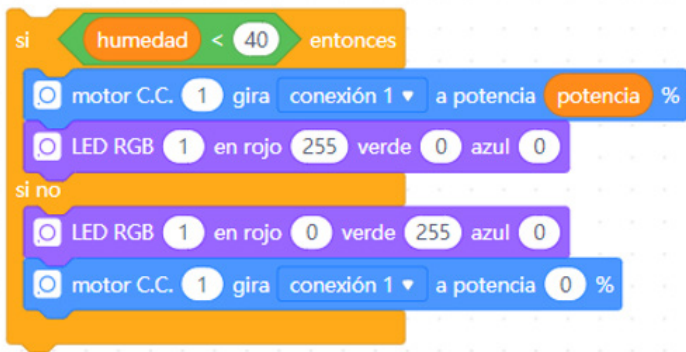 si humedad < 40 entonces
motor C.C. 1 gira conexión 1 ▾ a potencia potencia %
LED RGB 1 en rojo 255 verde 0 azul 0
si no
LED RGB 1 en rojo 0 verde 255 azul 0
motor C.C. 1 gira conexión 1 ▾ a potencia 0 %